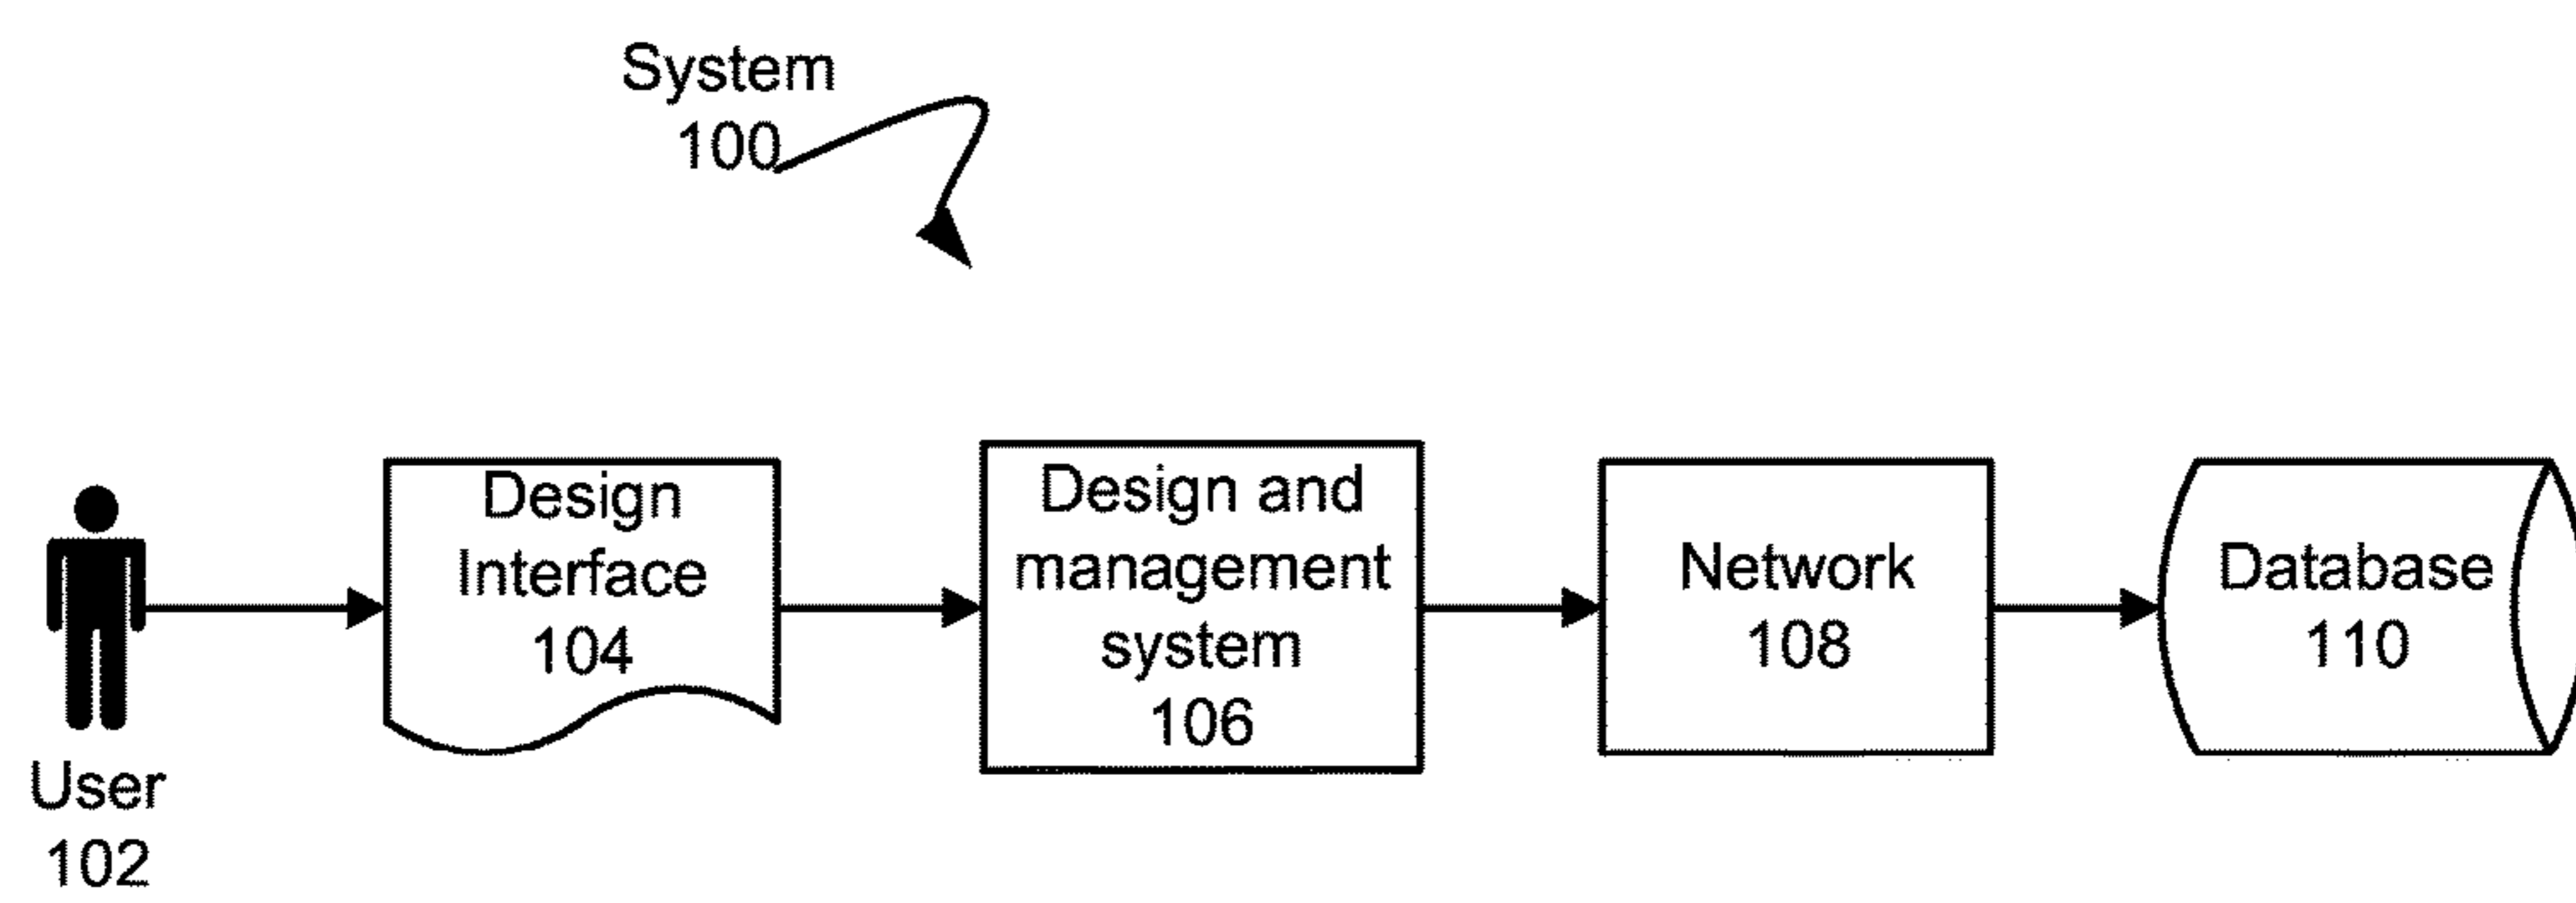 System
100
User
102
Design
Interface
104
Design and
management
system
106
Network
108
Database
110